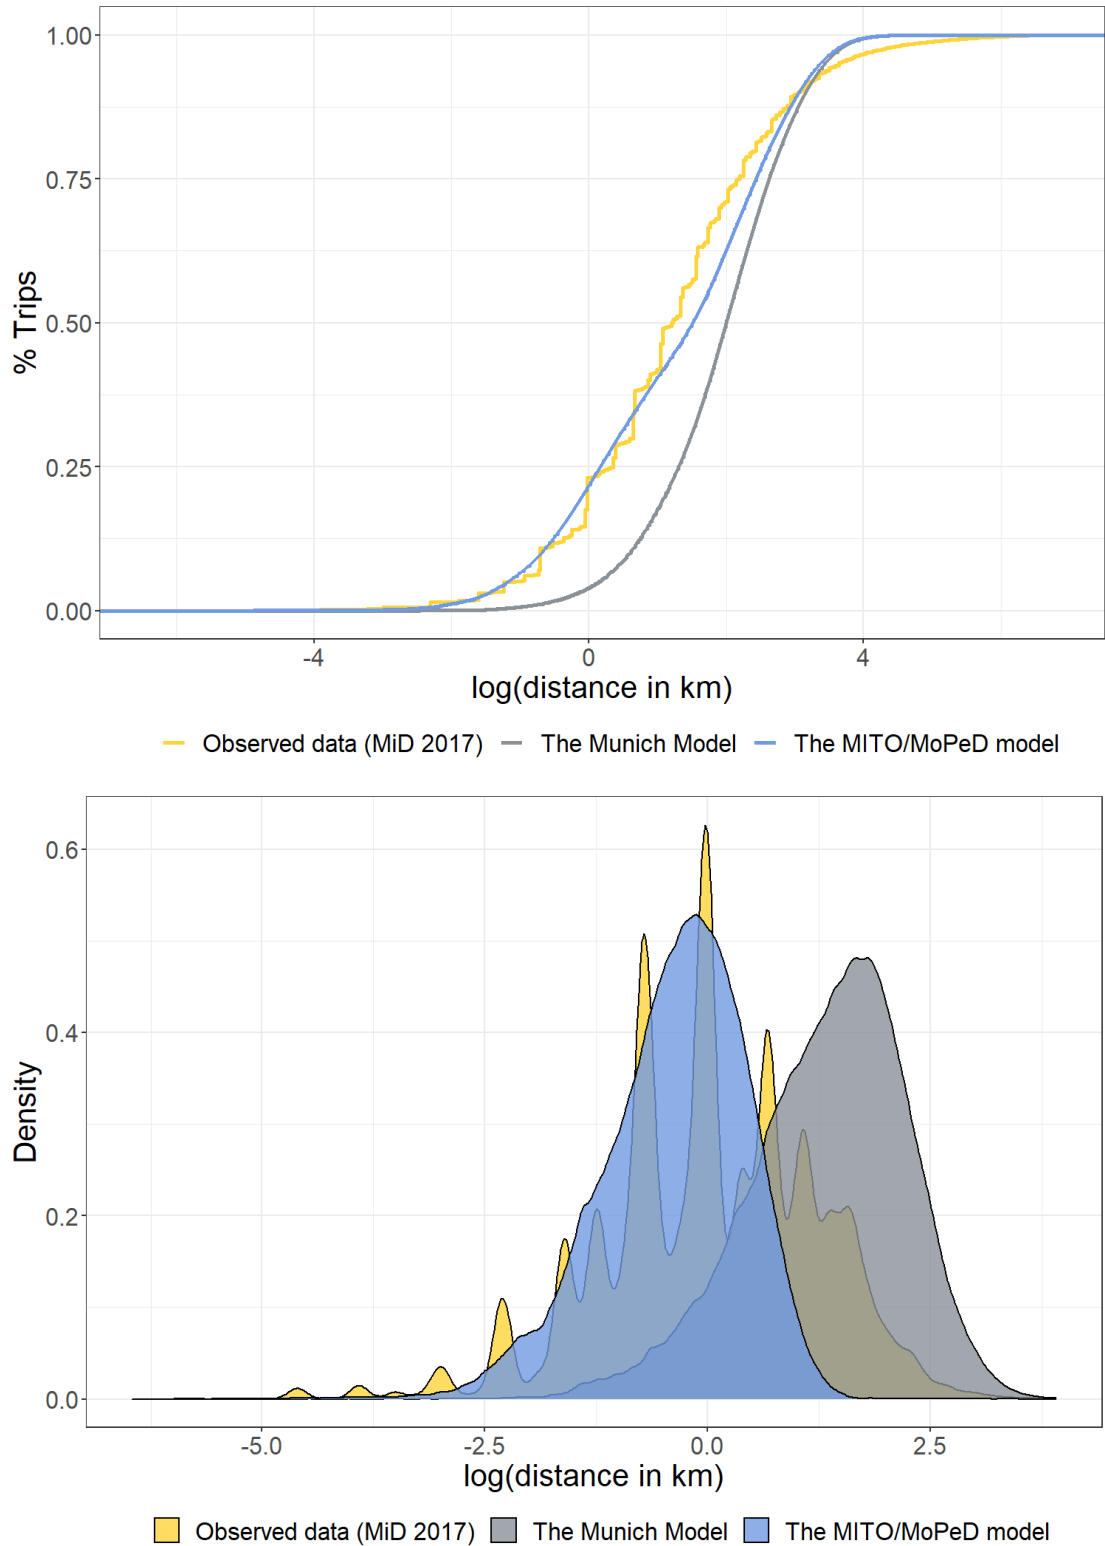 1.00
0.75
0.50
0.25
0.00
% Trips
-4 0 4
log(distance in km)
Observed data (MiD 2017) The Munich Model The MITO/MoPeD model
0.6
0.4
0.2
0.0
Density
-5.0 -2.5 0.0 2.5
log(distance in km)
Observed data (MiD 2017) The Munich Model The MITO/MoPeD model